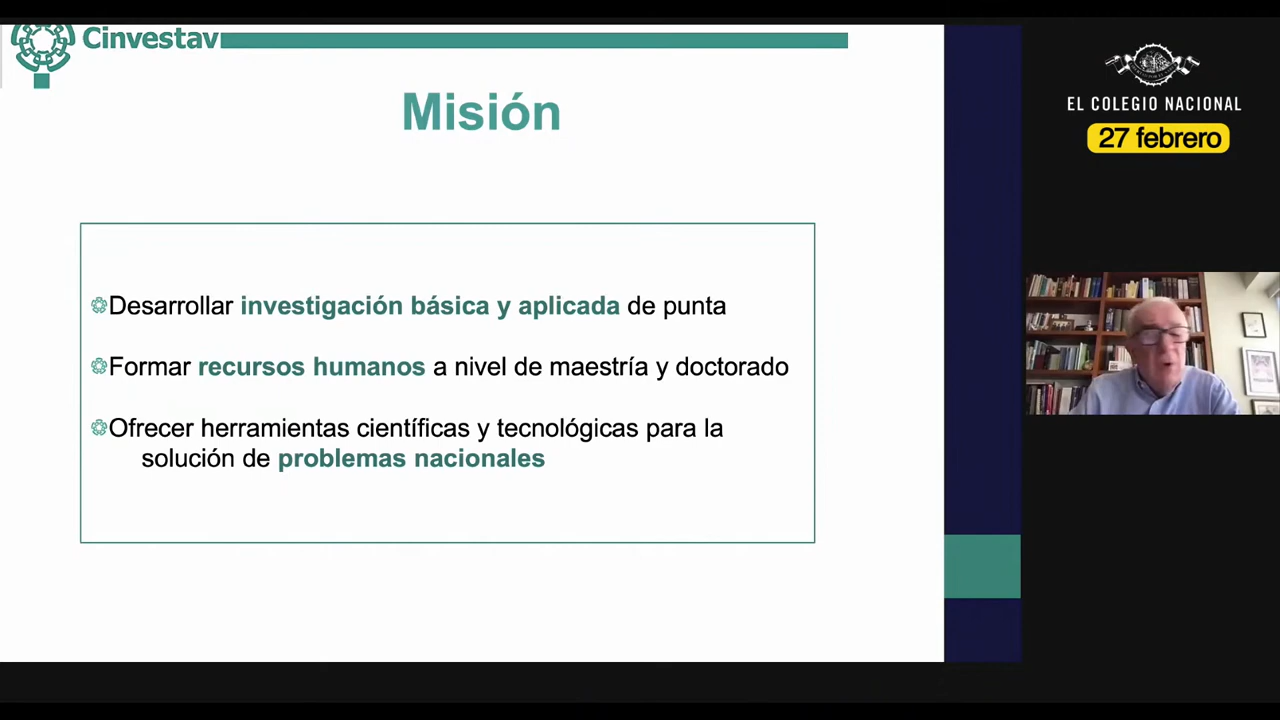 Cinvestav
Misión
Desarrollar investigación básica y aplicada de punta
Formar recursos humanos a nivel de maestría y doctorado
Ofrecer herramientas científicas y tecnológicas para la
solución de problemas nacionales
EL COLEGIO NACIONAL
27 febrero